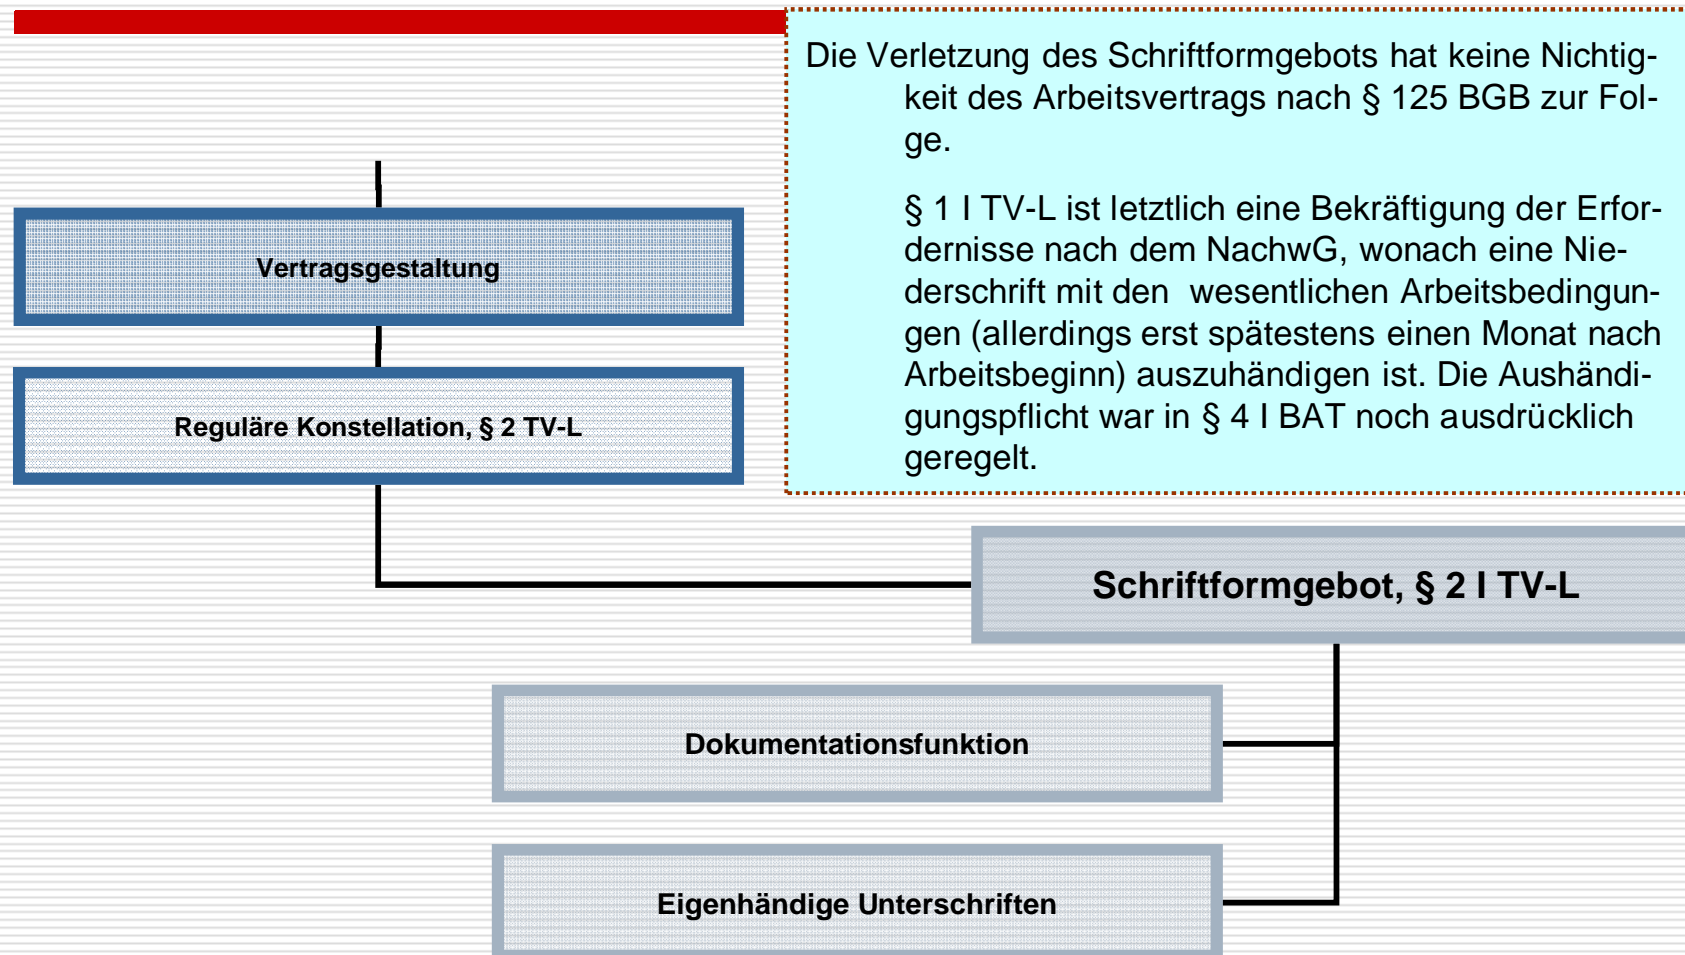 Die Verletzung des Schriftformgebots hat keine Nichtig-
keit des Arbeitsvertrags nach § 125 BGB zur Fol-
ge.
§ 1 I TV-L ist letztlich eine Bekräftigung der Erfor-
dernisse nach dem NachwG, wonach eine Nie-
derschrift mit den wesentlichen Arbeitsbedingun-
gen (allerdings erst spätestens einen Monat nach
Arbeitsbeginn) auszuhändigen ist. Die Aushändi-
gungspflicht war in § 4 I BAT noch ausdrücklich
geregelt.
Vertragsgestaltung
Reguläre Konstellation, § 2 TV-L
Schriftformgebot, § 2 I TV-L
Dokumentationsfunktion
Eigenhändige Unterschriften